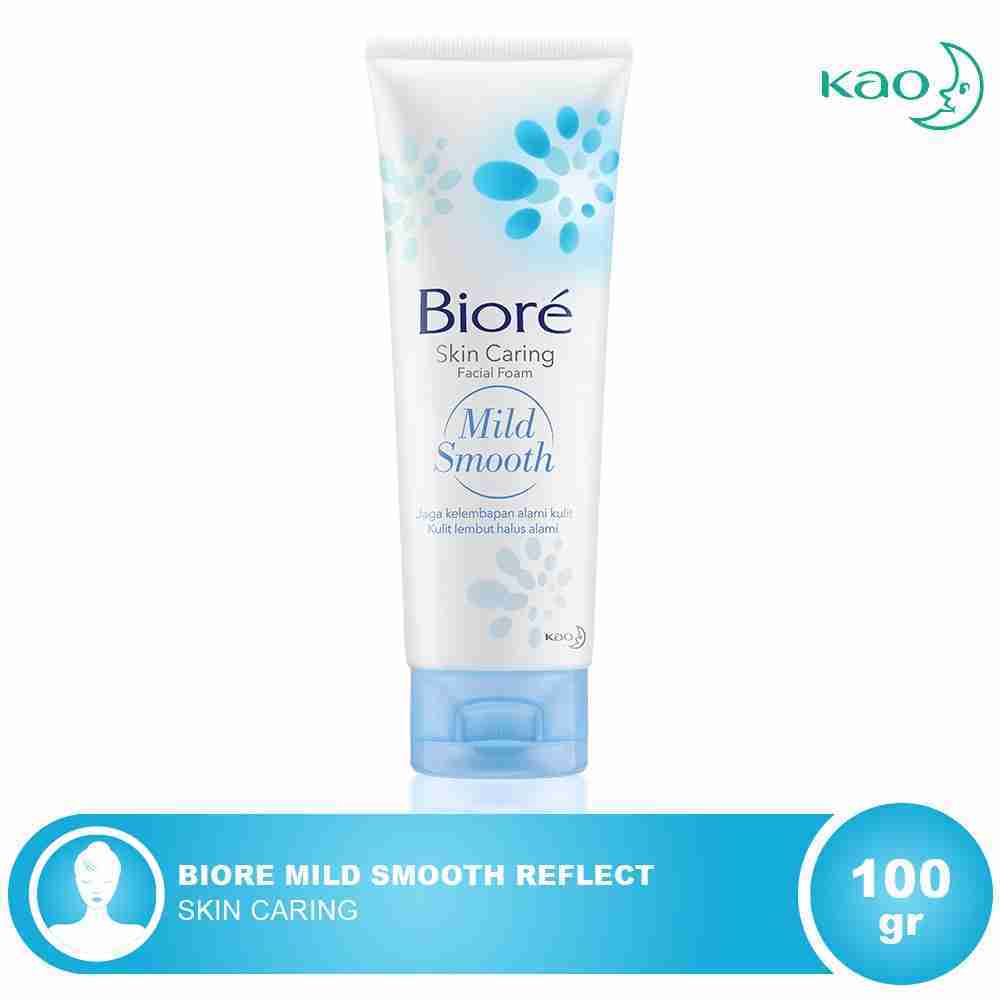 Kao
Bioré
Skin Caring
Facial Foam
Mild
Smooth
Jaga kelembapan alami kulit
Kulit lembut halus alami
Kao
BIORE MILD SMOOTH REFLECT
SKIN CARING
100
gr